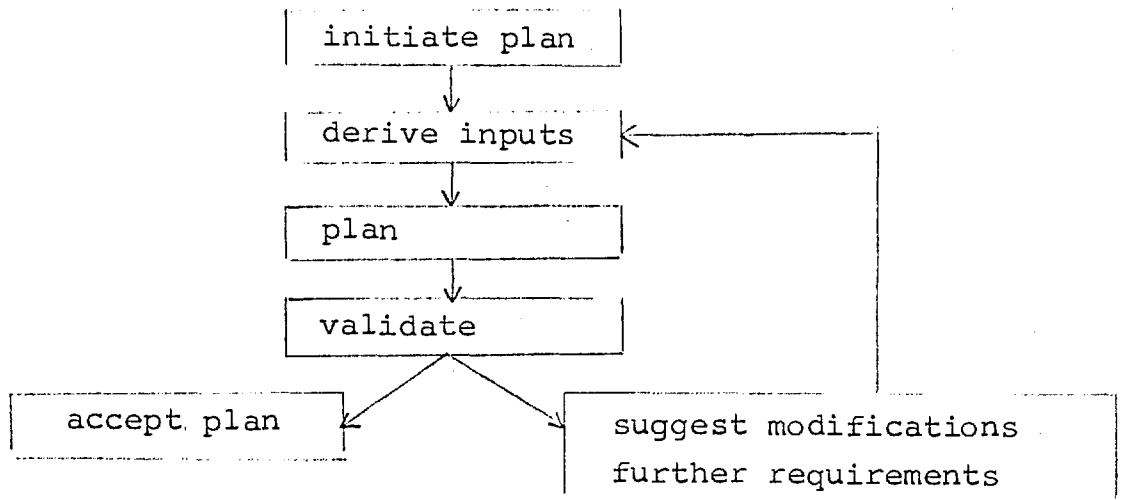 initiate plan
derive inputs
plan
validate
accept plan
suggest modifications
further requirements